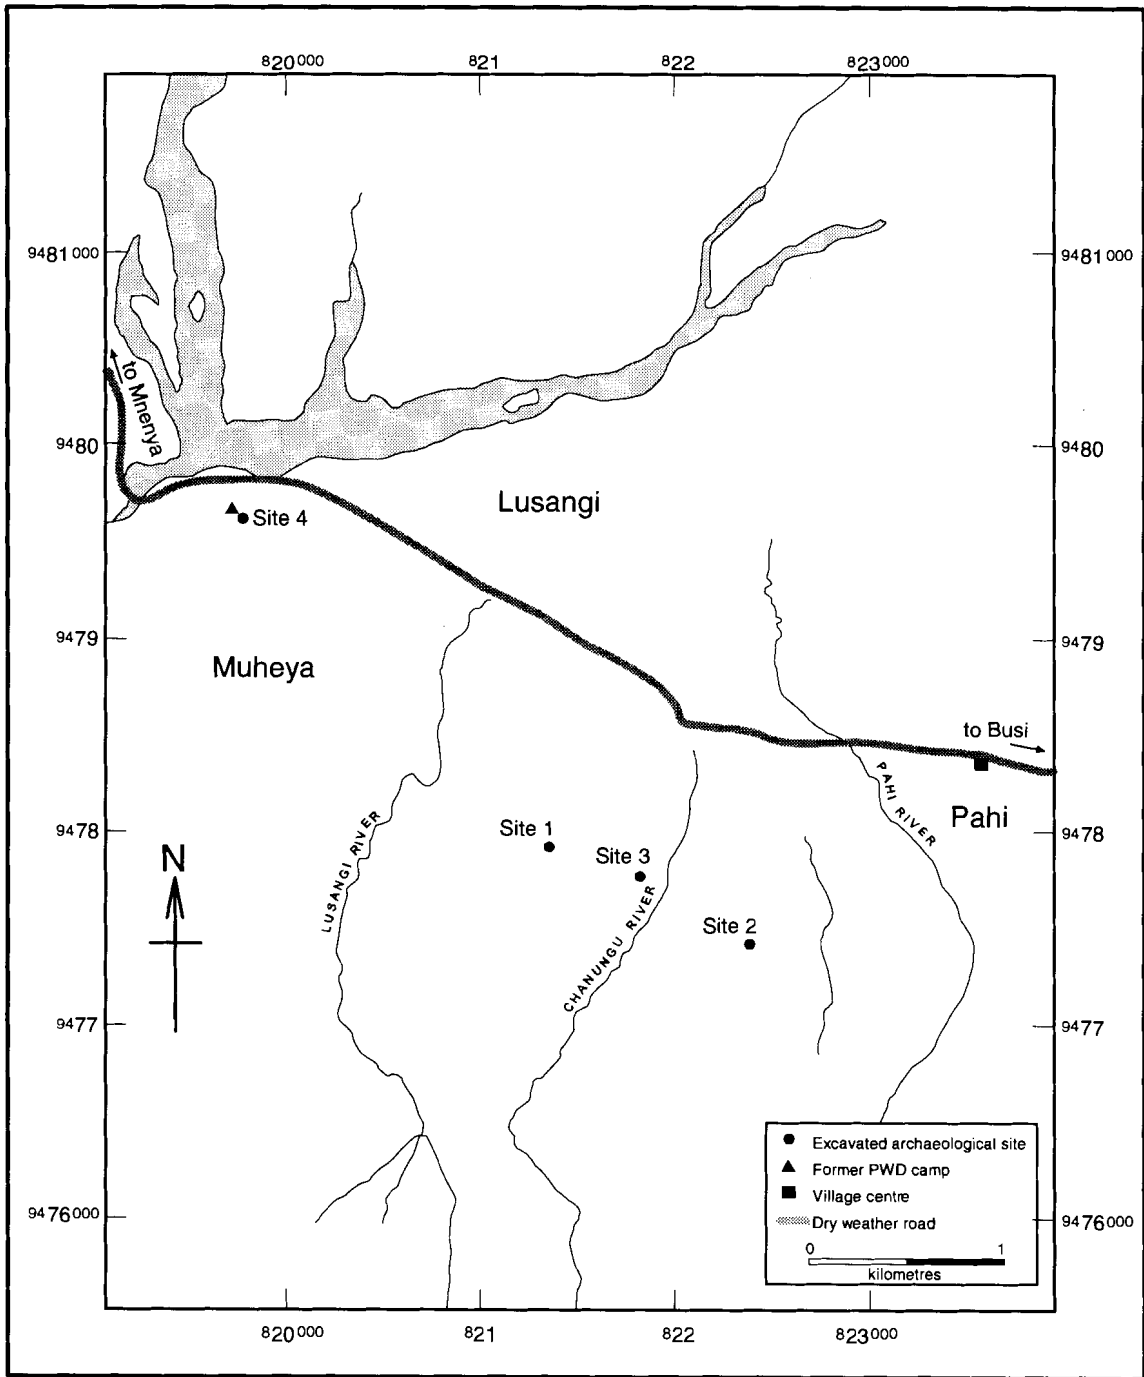 820000 821 822 823000
9481000 9481000
to Mnenya
9480 9480
Lusangi
Site 4
9479 9479
Muheya
to Busi
PAHI RIVER
Pahi
9478 9478
Site 1
LUSANGI RIVER
Site 3
N
CHANUNGU RIVER
Site 2
9477 9477
Excavated archaeological site
Former PWD camp
Village centre
Dry weather road
0 1
kilometres
9476000 9476000
820000 821 822 823000